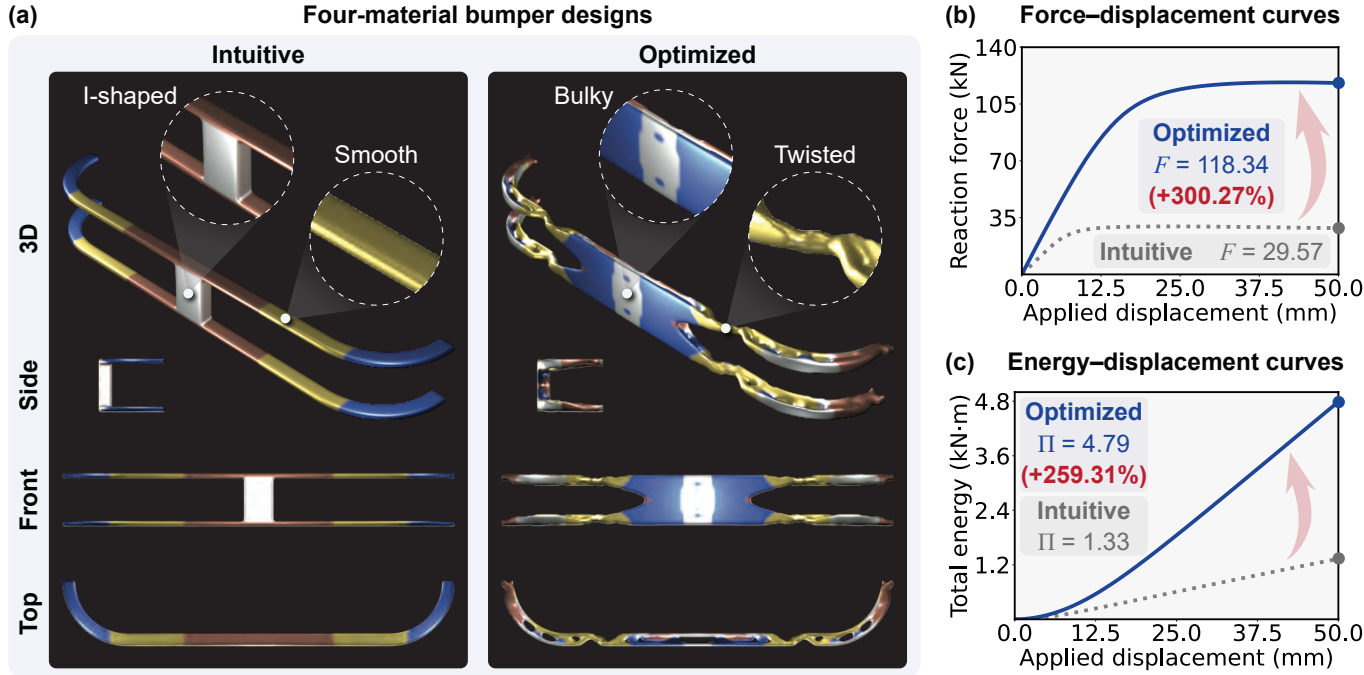 (a) Four-material bumper designs
Intuitive
Optimized
I-shaped
Smooth
Bulky
Twisted
3D
Side
Front
Top
(b) Force–displacement curves
Reaction force (kN)
140
105
70
35
Optimized
F = 118.34
(+300.27%)
Intuitive F = 29.57
0.0 12.5 25.0 37.5 50.0
Applied displacement (mm)
(c) Energy–displacement curves
Total energy (kN·m)
4.8
3.6
2.4
1.2
Optimized
Π = 4.79
(+259.31%)
Intuitive
Π = 1.33
0.0 12.5 25.0 37.5 50.0
Applied displacement (mm)